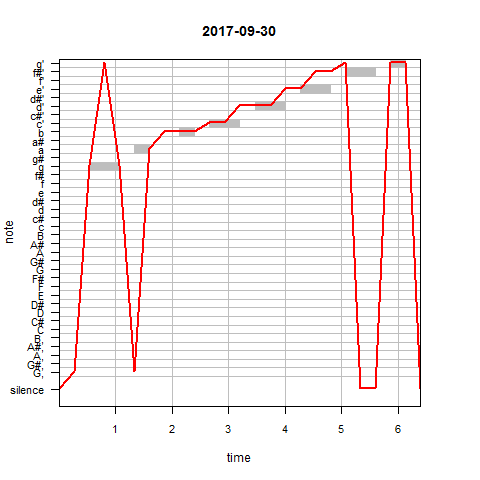 2017-09-30
note
g'
f#'
f'
e'
d#'
d'
c#'
c'
b
a#
a
g#
g
f#
f
e
d#
d
c#
c
B
A#
A
G#
G
F#
F
E
D#
D
C#
C
B,
A#,
A,
G#,
G,
silence
1 2 3 4 5 6
time